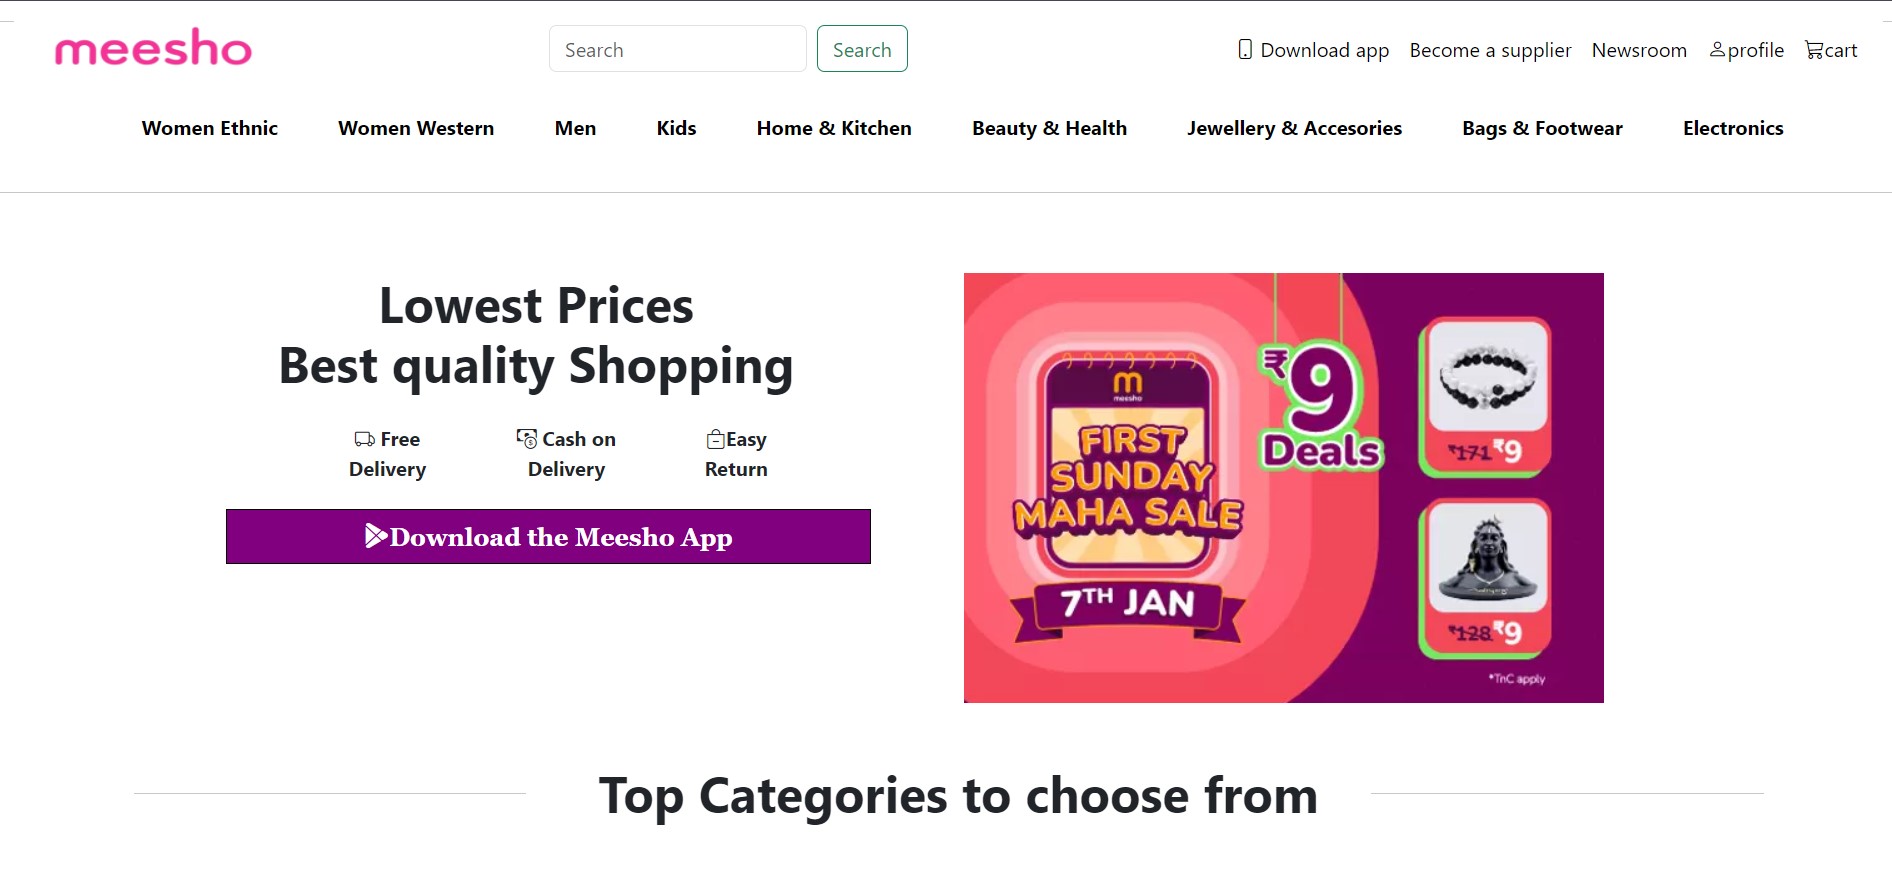 meesho
Search
Search
Download app
Become a supplier
Newsroom
profile
cart
Women Ethnic
Women Western
Men
Kids
Home & Kitchen
Beauty & Health
Jewellery & Accesories
Bags & Footwear
Electronics
Lowest Prices
Best quality Shopping
Free
Delivery
Cash on
Delivery
Easy
Return
Download the Meesho App
meesho
FIRST
SUNDAY
MAHA SALE
7TH JAN
₹9
Deals
₹171 ₹9
₹128 ₹9
*TnC apply
Top Categories to choose from